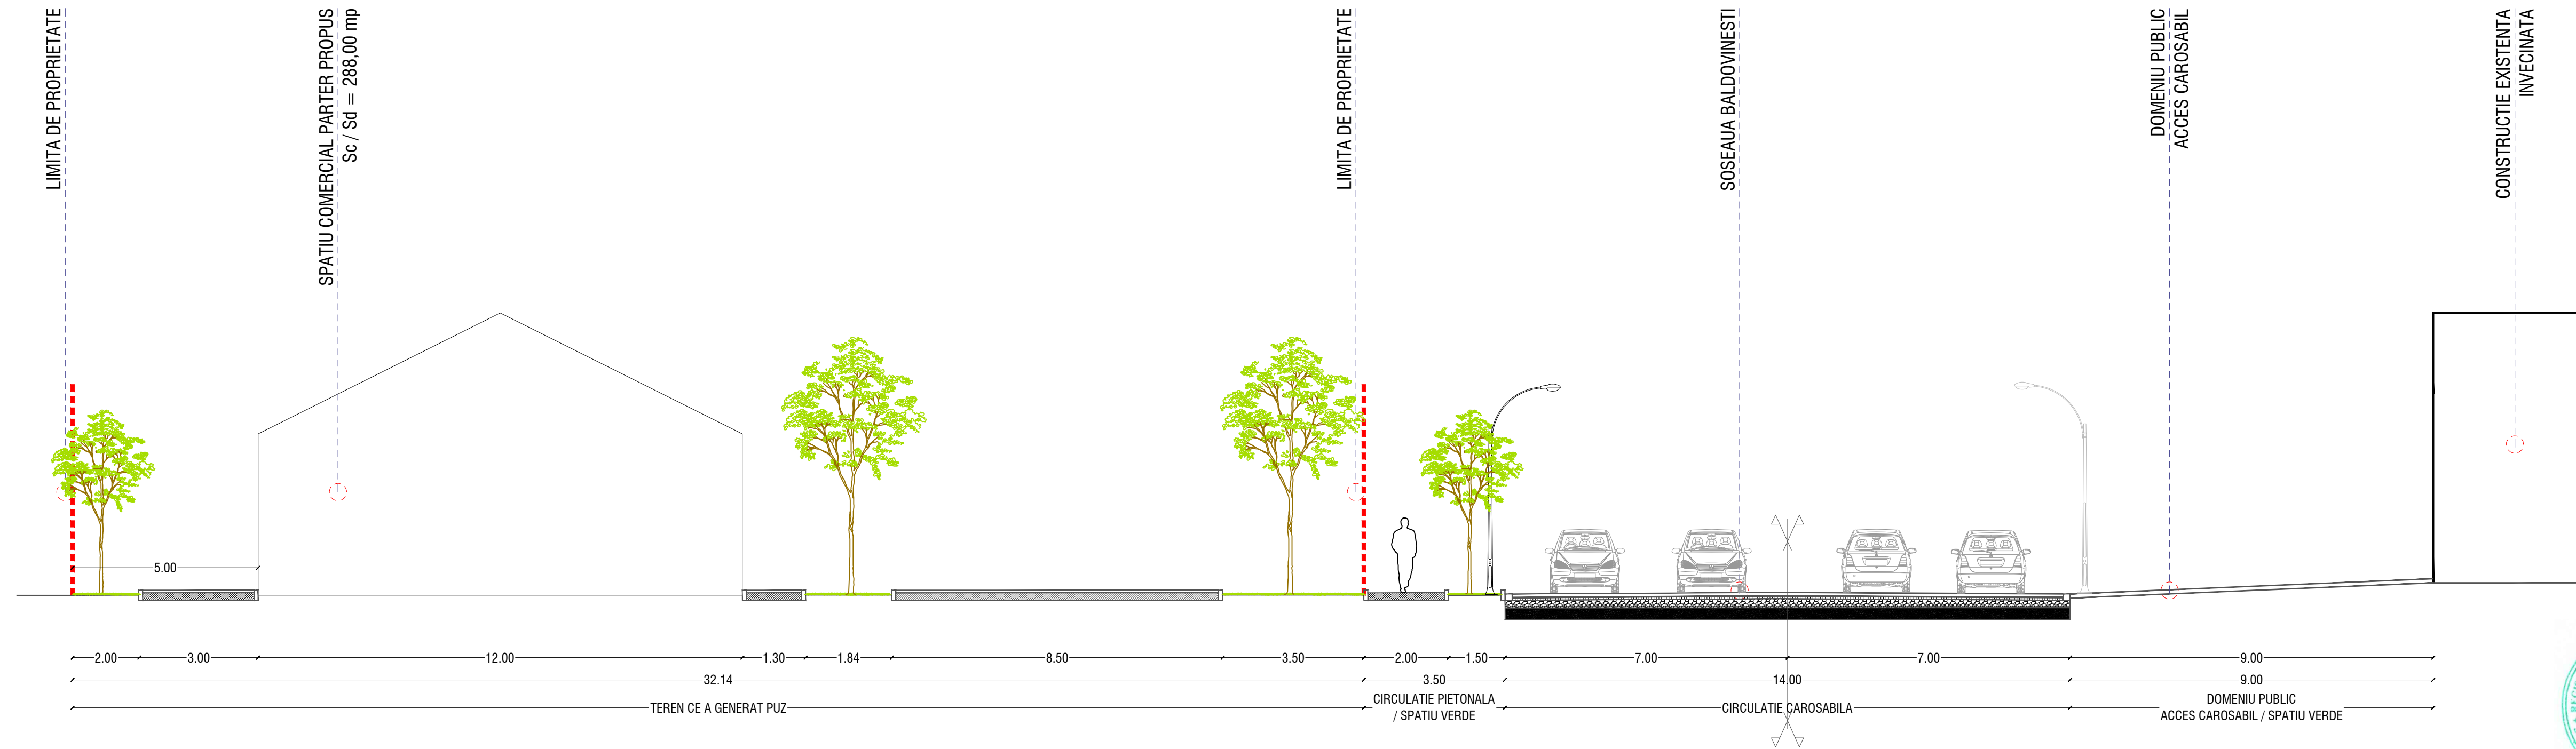 LIMITA DE PROPRIETATE
SPATIU COMERCIAL PARTER PROPUS
Sc / Sd = 288,00 mp
LIMITA DE PROPRIETATE
SOSEAUA BALDOVINESTI
DOMENIU PUBLIC
ACCES CAROSABIL
CONSTRUCTIE EXISTENTA
INVECINATA
5.00
2.00 3.00 12.00 1.30 1.84 8.50 3.50 2.00 1.50 7.00 7.00 9.00
32.14 3.50 14.00 9.00
TEREN CE A GENERAT PUZ
CIRCULATIE PIETONALA
/ SPATIU VERDE
CIRCULATIE CAROSABILA
DOMENIU PUBLIC
ACCES CAROSABIL / SPATIU VERDE